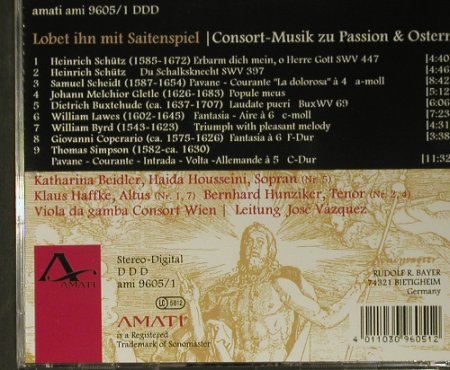 amati ami 9605/1 DDD
Lobet ihn mit Saitenspiel | Consort-Musik zu Passion & Ostern
1 Heinrich Schütz (1585-1672) Erbarm dich mein, o Herre Gott SWV 447 [4:40
2 Heinrich Schütz Du Schalksknecht SWV 397 [4:46
3 Samuel Scheidt (1587-1654) Pavane - Courante "La dolorosa" à 4 a-moll [8:42
4 Johann Melchior Gletle (1626-1683) Popule meus [5:12
5 Dietrich Buxtehude (ca. 1637-1707) Laudate pueri BuxWV 69 [6:06
6 William Lawes (1602-1645) Fantasia - Aire à 6 c-moll [7:23
7 William Byrd (1543-1623) Triumph with pleasant melody [4:31
8 Giovanni Coperario (ca. 1575-1626) Fantasia à 6 F-Dur [3:38
9 Thomas Simpson (1582-ca. 1630)
Pavane - Courante - Intrada - Volta -Allemande à 5 C-Dur [11:32
Katharina Beidler, Haida Housseini, Sopran (Nr. 5)
Klaus Haffke, Altus (Nr. 1, 7) Bernhard Hunziker, Tenor (Nr. 2, 4)
Viola da gamba Consort Wien | Leitung José Vázquez
A
AMATI
Stereo-Digital
D D D
ami 9605/1
LC 6612
AMATI
is a Registered
Trademark of Sonomaster
Sonomaster
RUDOLF R. BAYER
74321 BIETIGHEIM
Germany
4 011030 960512